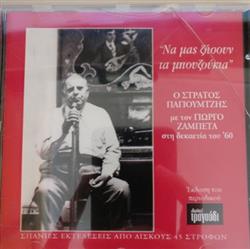 “Να μας ζήσουν
τα μπουζούκια”
Ο ΣΤΡΑΤΟΣ
ΠΑΓΙΟΥΜΤΖΗΣ
με τον ΓΙΩΡΓΟ
ΖΑΜΠΕΤΑ
στη δεκαετία του '60
Έκδοση του
περιοδικού
τραγούδι
ΣΠΑΝΙΕΣ ΕΚΤΕΛΕΣΕΙΣ ΑΠΟ ΔΙΣΚΟΥΣ 45 ΣΤΡΟΦΩΝ